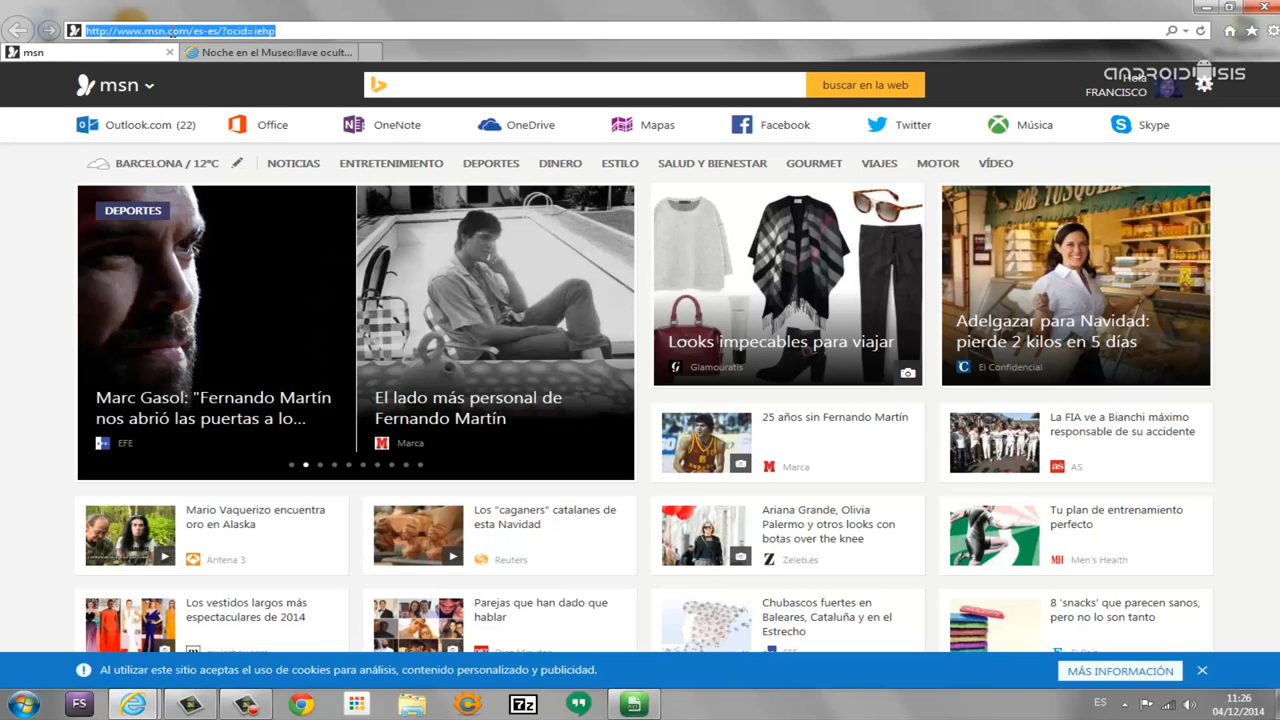 http://www.msn.com/es-es/?ocid=iehp
msn
Noche en el Museo:llave ocult...
ANDROIDSIS
msn
buscar en la web
Hola
FRANCISCO
Outlook.com (22)
Office
OneNote
OneDrive
Mapas
Facebook
Twitter
Música
Skype
BARCELONA / 12°C
NOTICIAS
ENTRETENIMIENTO
DEPORTES
DINERO
ESTILO
SALUD Y BIENESTAR
GOURMET
VIAJES
MOTOR
VÍDEO
DEPORTES
Marc Gasol: "Fernando Martín
nos abrió las puertas a lo...
EFE
El lado más personal de
Fernando Martín
Marca
Looks impecables para viajar
Glamouratis
Adelgazar para Navidad:
pierde 2 kilos en 5 días
El Confidencial
25 años sin Fernando Martín
Marca
La FIA ve a Bianchi máximo
responsable de su accidente
as
AS
Mario Vaquerizo encuentra
oro en Alaska
Antena 3
Los "caganers" catalanes de
esta Navidad
Reuters
Ariana Grande, Olivia
Palermo y otros looks con
botas over the knee
Zeleb.es
Tu plan de entrenamiento
perfecto
MH
Men's Health
Los vestidos largos más
espectaculares de 2014
Parejas que han dado que
hablar
Chubascos fuertes en
Baleares, Cataluña y en el
Estrecho
8 'snacks' que parecen sanos,
pero no lo son tanto
Al utilizar este sitio aceptas el uso de cookies para análisis, contenido personalizado y publicidad.
MÁS INFORMACIÓN
FS
7z
ES
11:26
04/12/2014